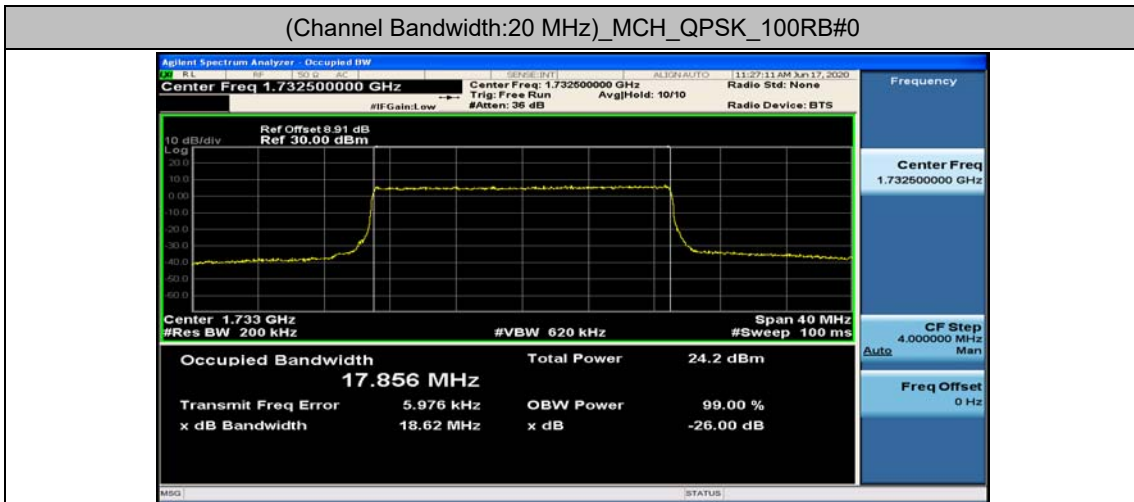 (Channel Bandwidth:20 MHz)_MCH_QPSK_100RB#0
Agilent Spectrum Analyzer - Occupied BW
RL RF 50 Ω AC SENSE:INT ALIGNAUTO 11:27:11 AM Jun 17, 2020
Center Freq 1.732500000 GHz
Center Freq: 1.732500000 GHz
Radio Std: None
Trig: Free Run Avg|Hold: 10/10
#IFGain:Low
#Atten: 36 dB
Radio Device: BTS
Frequency
Ref Offset 8.91 dB
10 dB/div Ref 30.00 dBm
Log
20.0
10.0
0.00
-10.0
-20.0
-30.0
-40.0
-50.0
-60.0
Center 1.733 GHz Span 40 MHz
#Res BW 200 kHz #VBW 620 kHz #Sweep 100 ms
Occupied Bandwidth Total Power 24.2 dBm
17.856 MHz
Transmit Freq Error 5.976 kHz OBW Power 99.00 %
x dB Bandwidth 18.62 MHz x dB -26.00 dB
Center Freq
1.732500000 GHz
CF Step
4.000000 MHz
Auto Man
Freq Offset
0 Hz
MSG STATUS